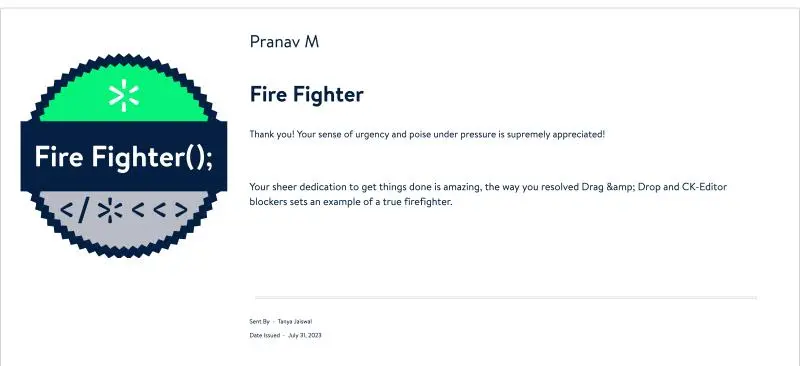 Pranav M
Fire Fighter
Fire Fighter();
</>< < >
Thank you! Your sense of urgency and poise under pressure is supremely appreciated!
Your sheer dedication to get things done is amazing, the way you resolved Drag &amp; Drop and CK-Editor
blockers sets an example of a true firefighter.
Sent By - Tanya Jaiswal
Date Issued - July 31, 2023